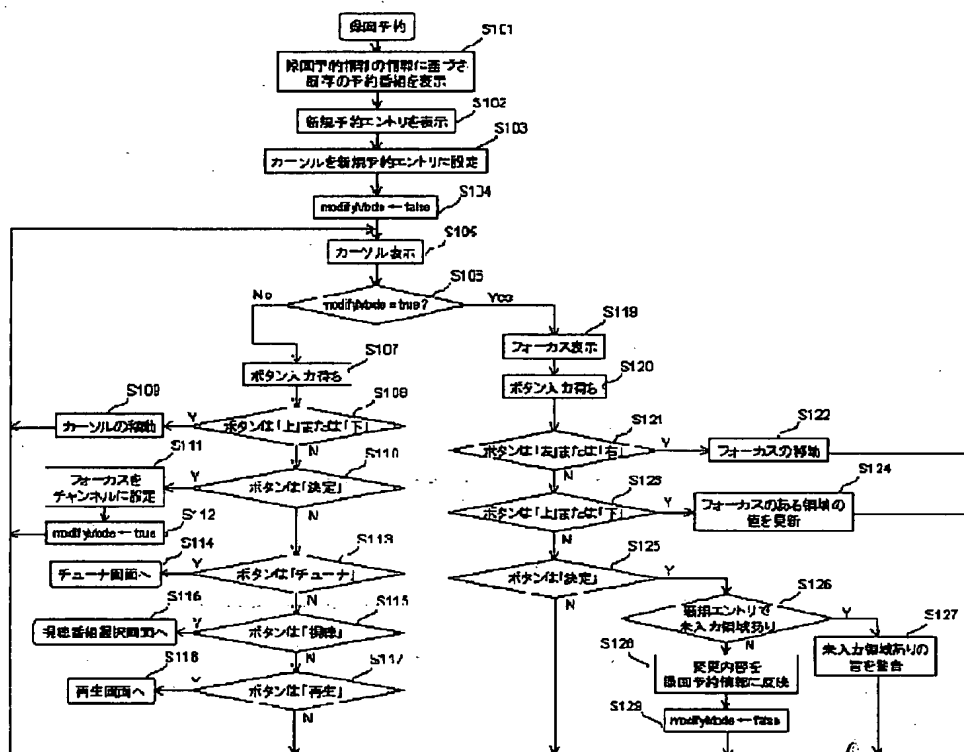 録画予約
S101
録画予約情報の情報に基づき
既存の予約番組を表示
S102
新規予約エントリを表示
S103
カーソルを新規予約エントリに設定
S104
modifyMode ← false
S106
カーソル表示
S105
No
modifyMode = true?
Yes
S107
ボタン入力待ち
S119
フォーカス表示
S120
ボタン入力待ち
S108
ボタンは「上」または「下」
Y
N
S109
カーソルの移動
S121
ボタンは「左」または「右」
Y
N
S122
フォーカスの移動
S110
ボタンは「決定」
Y
N
S111
フォーカスを
チャンネルに設定
S112
modifyMode ← true
S123
ボタンは「上」または「下」
Y
N
S124
フォーカスのある領域の
値を更新
S113
ボタンは「チューナ」
Y
N
S114
チューナ画面へ
S125
ボタンは「決定」
Y
N
S115
ボタンは「視聴」
Y
N
S116
視聴番組選択画面へ
S126
新規エントリで
未入力領域あり
Y
N
S127
未入力領域ありの
旨を警告
S117
ボタンは「再生」
Y
N
S118
再生画面へ
S128
変更内容を
録画予約情報に反映
S129
modifyMode ← false